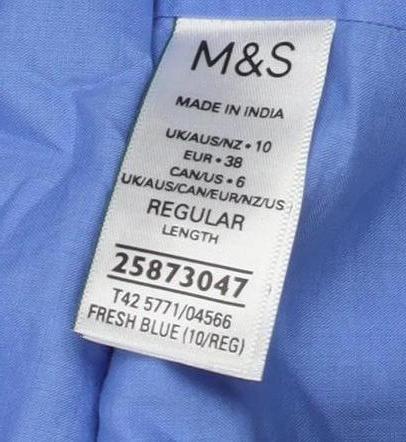 M&S
MADE IN INDIA
UK/AUS/NZ • 10
EUR • 38
CAN/US • 6
UK/AUS/CAN/EUR/NZ/US
REGULAR
LENGTH
25873047
T42 5771/04566
FRESH BLUE (10/REG)